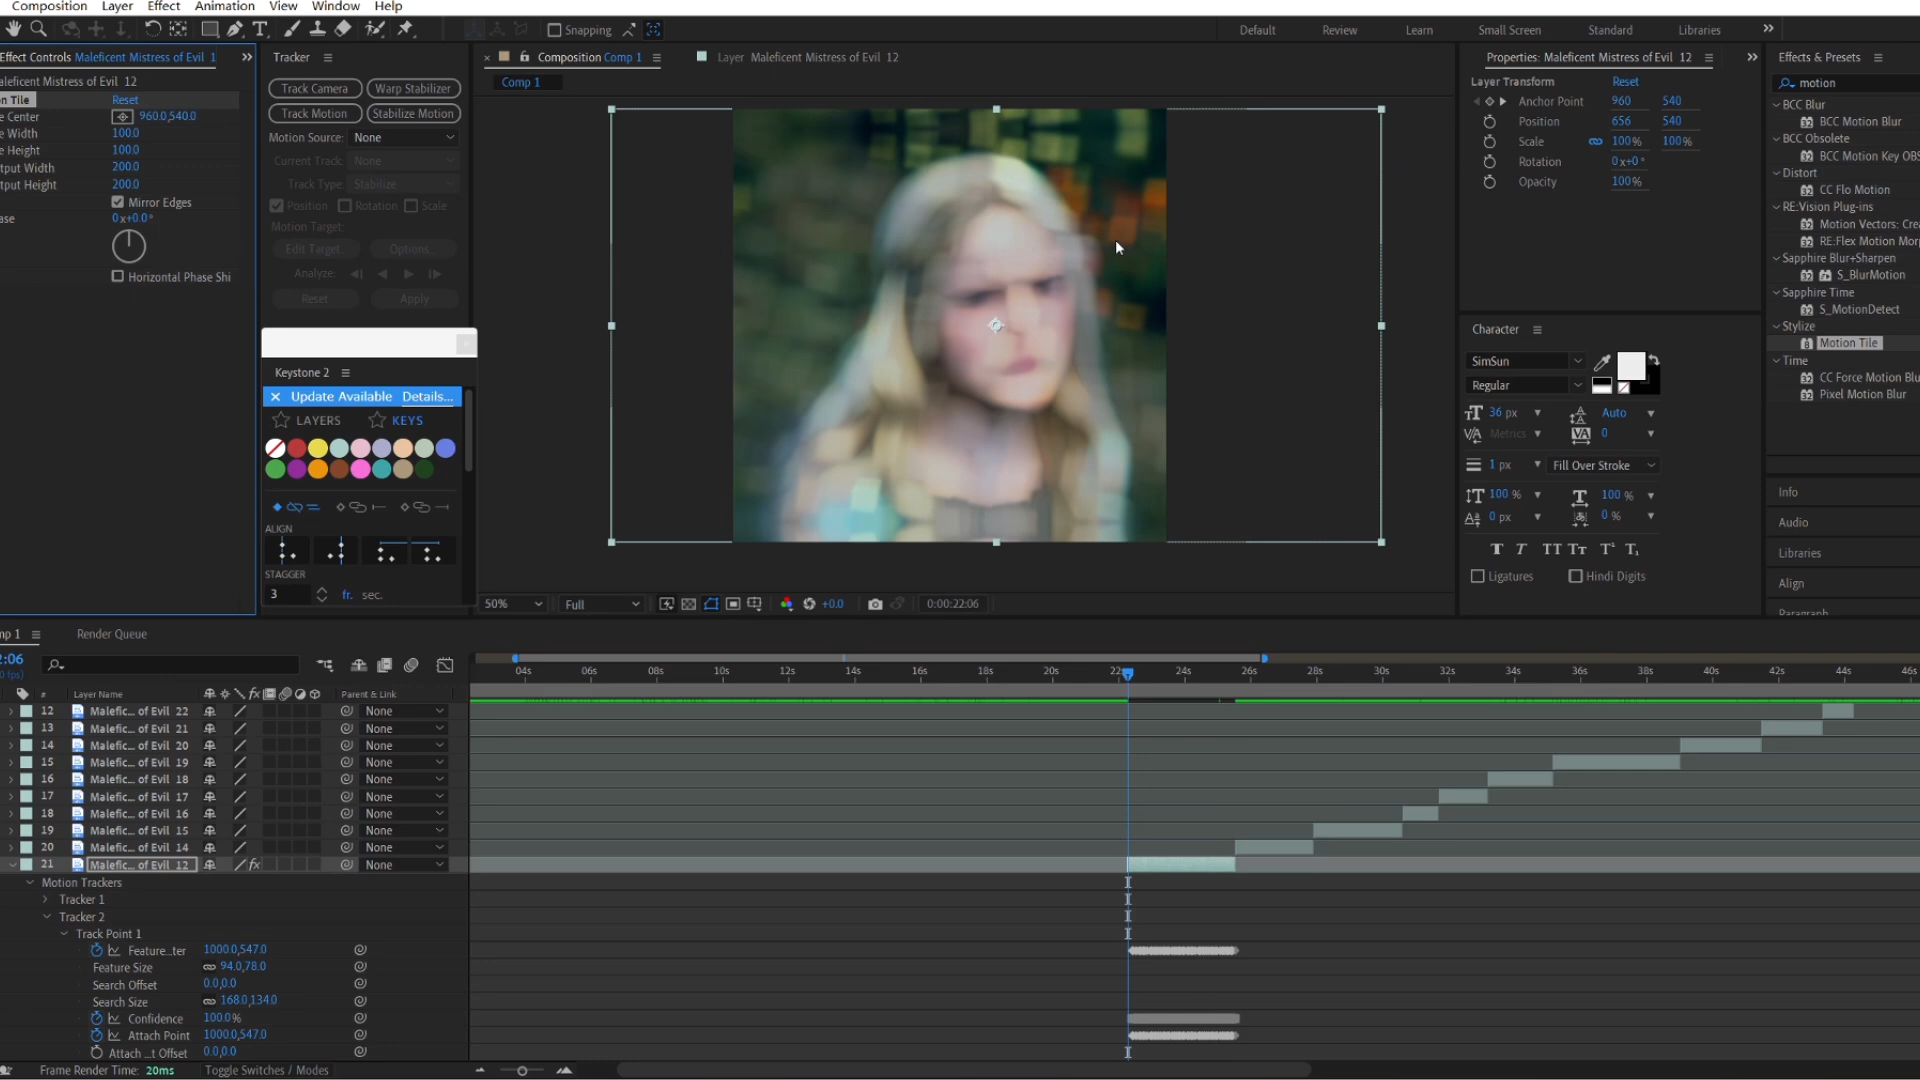 Composition Layer Effect Animation View Window Help
Snapping
Default Review Learn Small Screen Standard Libraries
Effect Controls Maleficent Mistress of Evil 1
aleficent Mistress of Evil 12
n Tile Reset
e Center 960.0,540.0
e Width 100.0
e Height 100.0
tput Width 200.0
tput Height 200.0
Mirror Edges
ase 0x+0.0°
Horizontal Phase Shi
Tracker
Track Camera Warp Stabilizer
Track Motion Stabilize Motion
Motion Source: None
Current Track: None
Track Type: Stabilize
Position Rotation Scale
Motion Target:
Edit Target... Options...
Analyze:
Reset Apply
Keystone 2
Update Available Details...
LAYERS KEYS
ALIGN
STAGGER
3 fr. sec.
Composition Comp 1
Layer Maleficent Mistress of Evil 12
Comp 1
50% Full +0.0 0:00:22:06
Properties: Maleficent Mistress of Evil 12
Layer Transform Reset
Anchor Point 960 540
Position 656 540
Scale 100% 100%
Rotation 0x+0°
Opacity 100%
Character
SimSun
Regular
36 px Auto
Metrics 0
1 px Fill Over Stroke
100 % 100 %
0 px 0 %
T T TT Tt T¹ T₁
Ligatures Hindi Digits
Effects & Presets
motion
BCC Blur
BCC Motion Blur
BCC Obsolete
BCC Motion Key OBS
Distort
CC Flo Motion
RE:Vision Plug-ins
Motion Vectors: Crea
RE:Flex Motion Morp
Sapphire Blur+Sharpen
S_BlurMotion
Sapphire Time
S_MotionDetect
Stylize
Motion Tile
Time
CC Force Motion Blu
Pixel Motion Blur
Info
Audio
Libraries
Align
Paragraph
mp 1 Render Queue
2:06
0 fps)
04s 06s 08s 10s 12s 14s 16s 18s 20s 22s 24s 26s 28s 30s 32s 34s 36s 38s 40s 42s 44s 46s
# Layer Name fx Parent & Link
12 Malefic... of Evil 22 None
13 Malefic... of Evil 21 None
14 Malefic... of Evil 20 None
15 Malefic... of Evil 19 None
16 Malefic... of Evil 18 None
17 Malefic... of Evil 17 None
18 Malefic... of Evil 16 None
19 Malefic... of Evil 15 None
20 Malefic... of Evil 14 None
21 Malefic... of Evil 12 fx None
Motion Trackers
Tracker 1
Tracker 2
Track Point 1
Feature...ter 1000.0,547.0
Feature Size 94.0,78.0
Search Offset 0.0,0.0
Search Size 168.0,134.0
Confidence 100.0%
Attach Point 1000.0,547.0
Attach ...t Offset 0.0,0.0
Frame Render Time: 20ms Toggle Switches / Modes